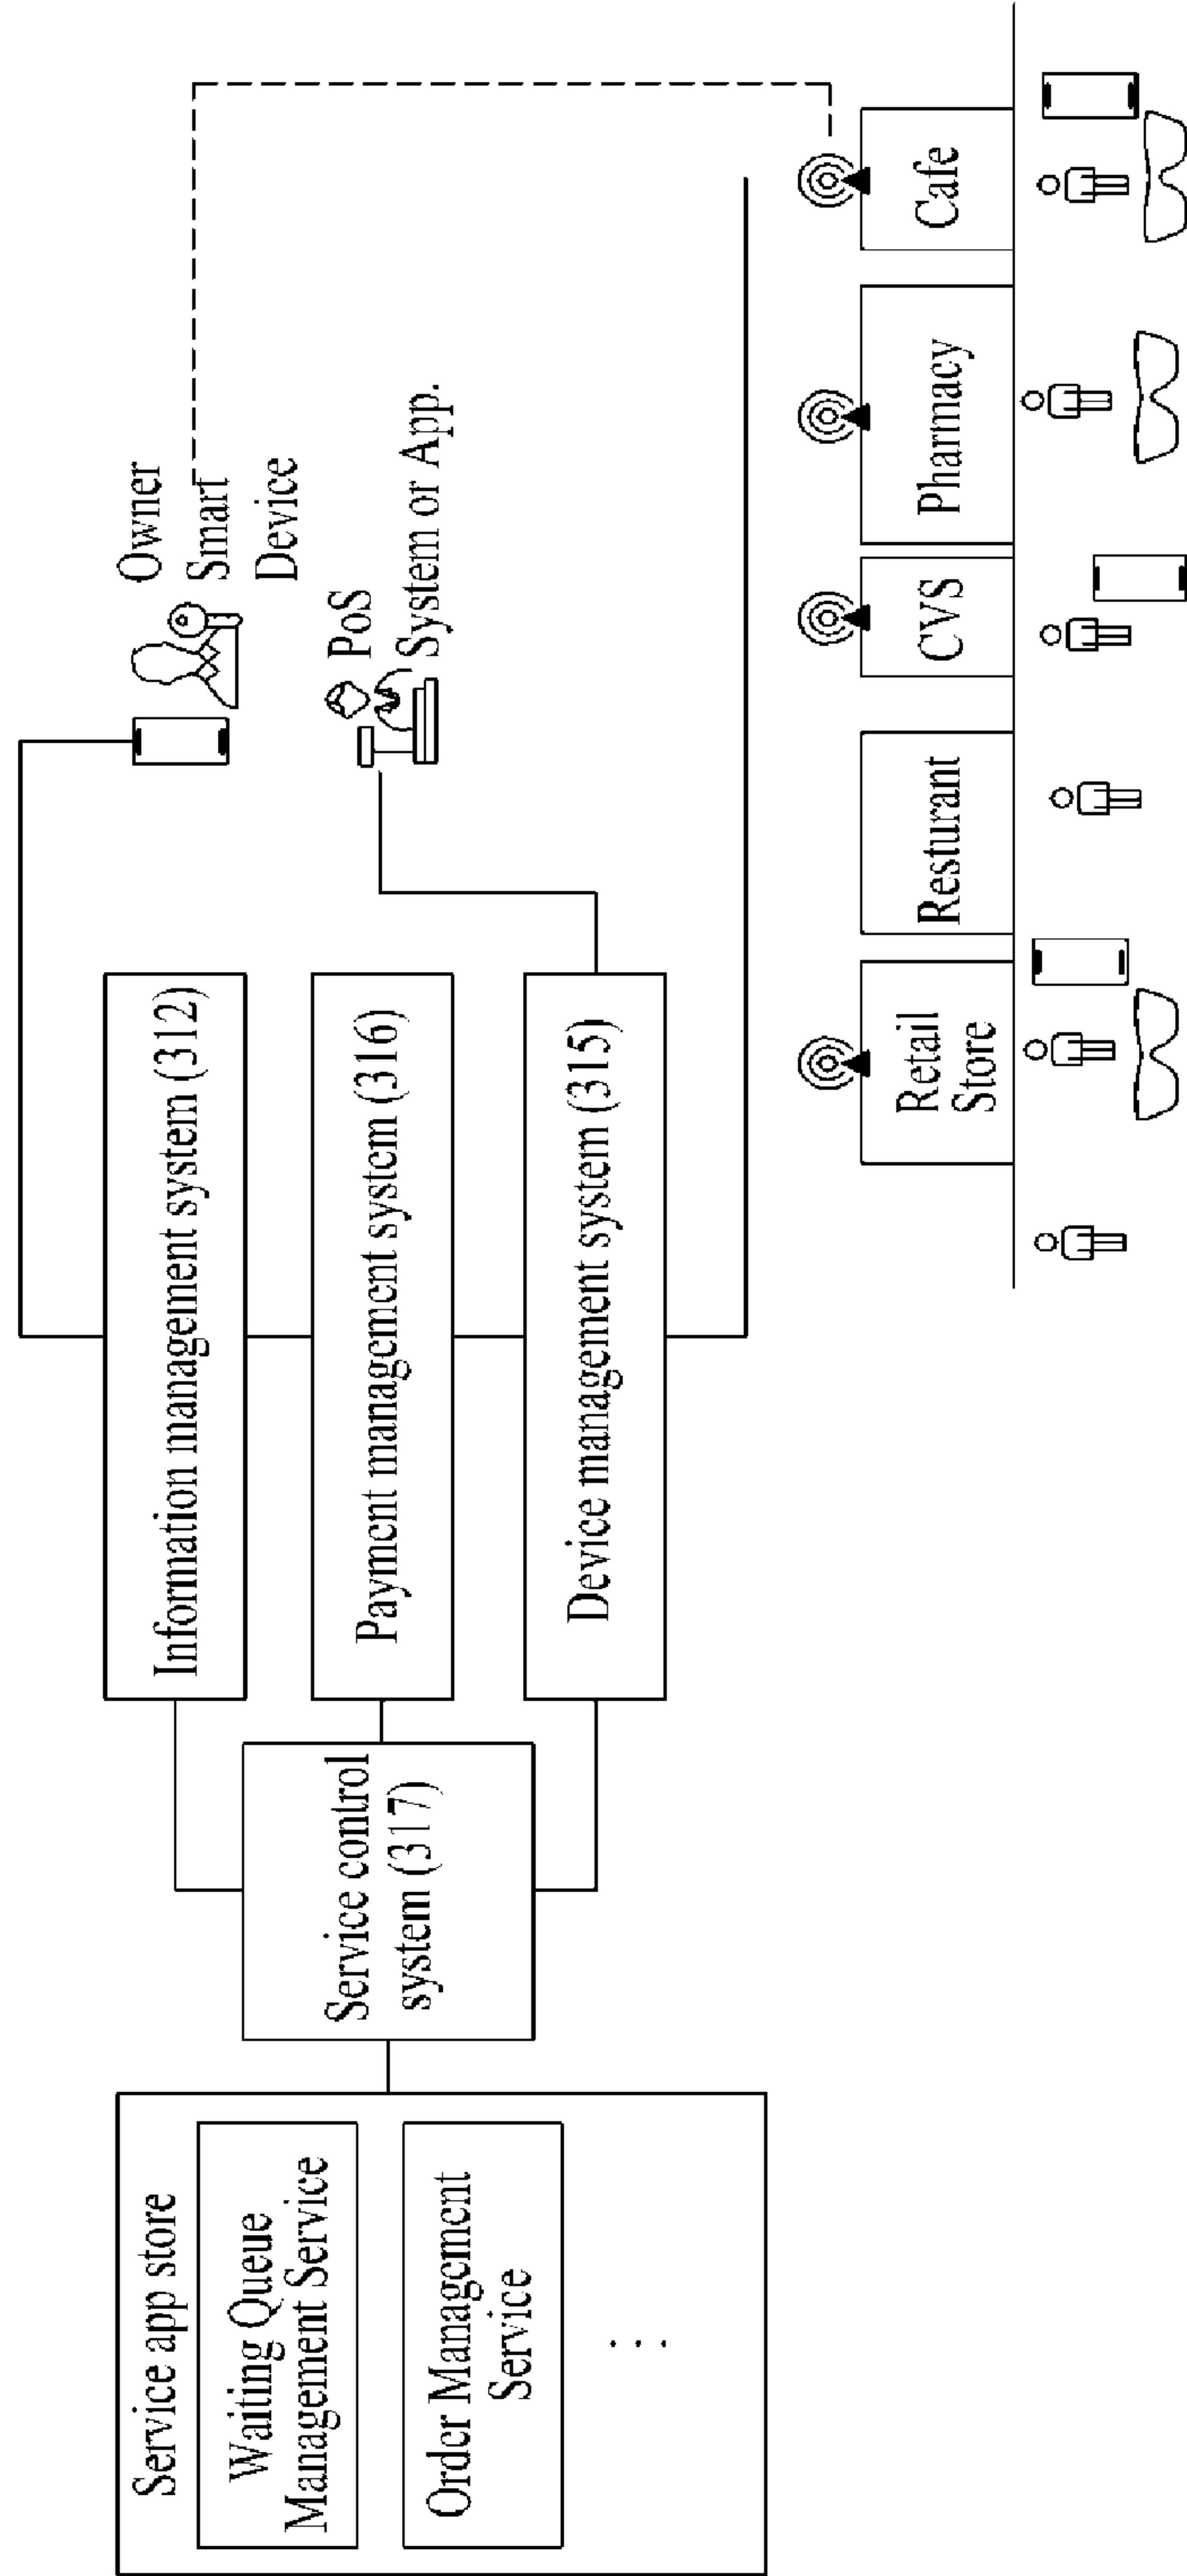 Service app store
Waiting Queue
Management Service
Order Management
Service
. . .
Service control
system (317)
Information management system (312)
Payment management system (316)
Device management system (315)
Owner
Smart
Device
PoS
System or App.
Retail
Store
Resturant
CVS
Pharmacy
Cafe